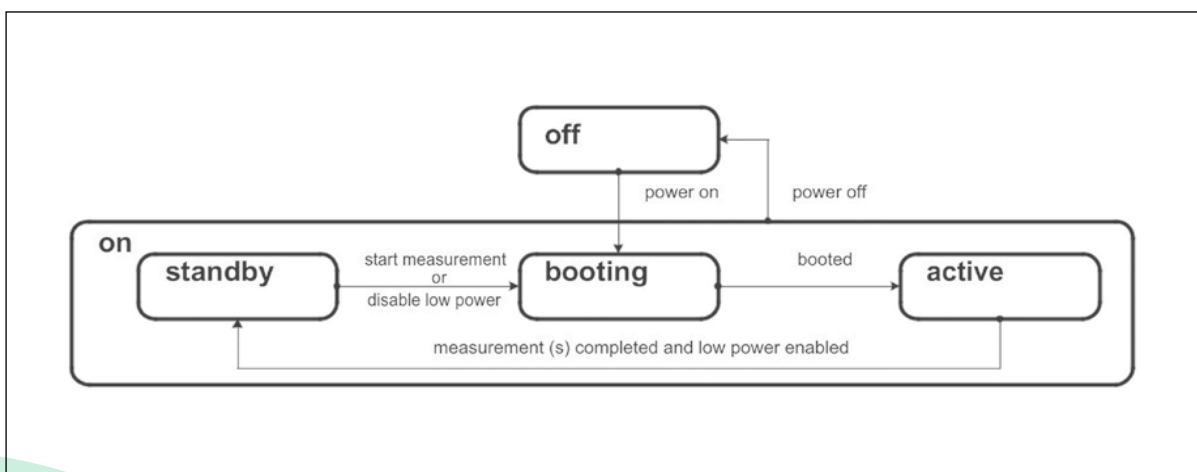 off
power on
power off
on
standby
start measurement
or
disable low power
booting
booted
active
measurement (s) completed and low power enabled